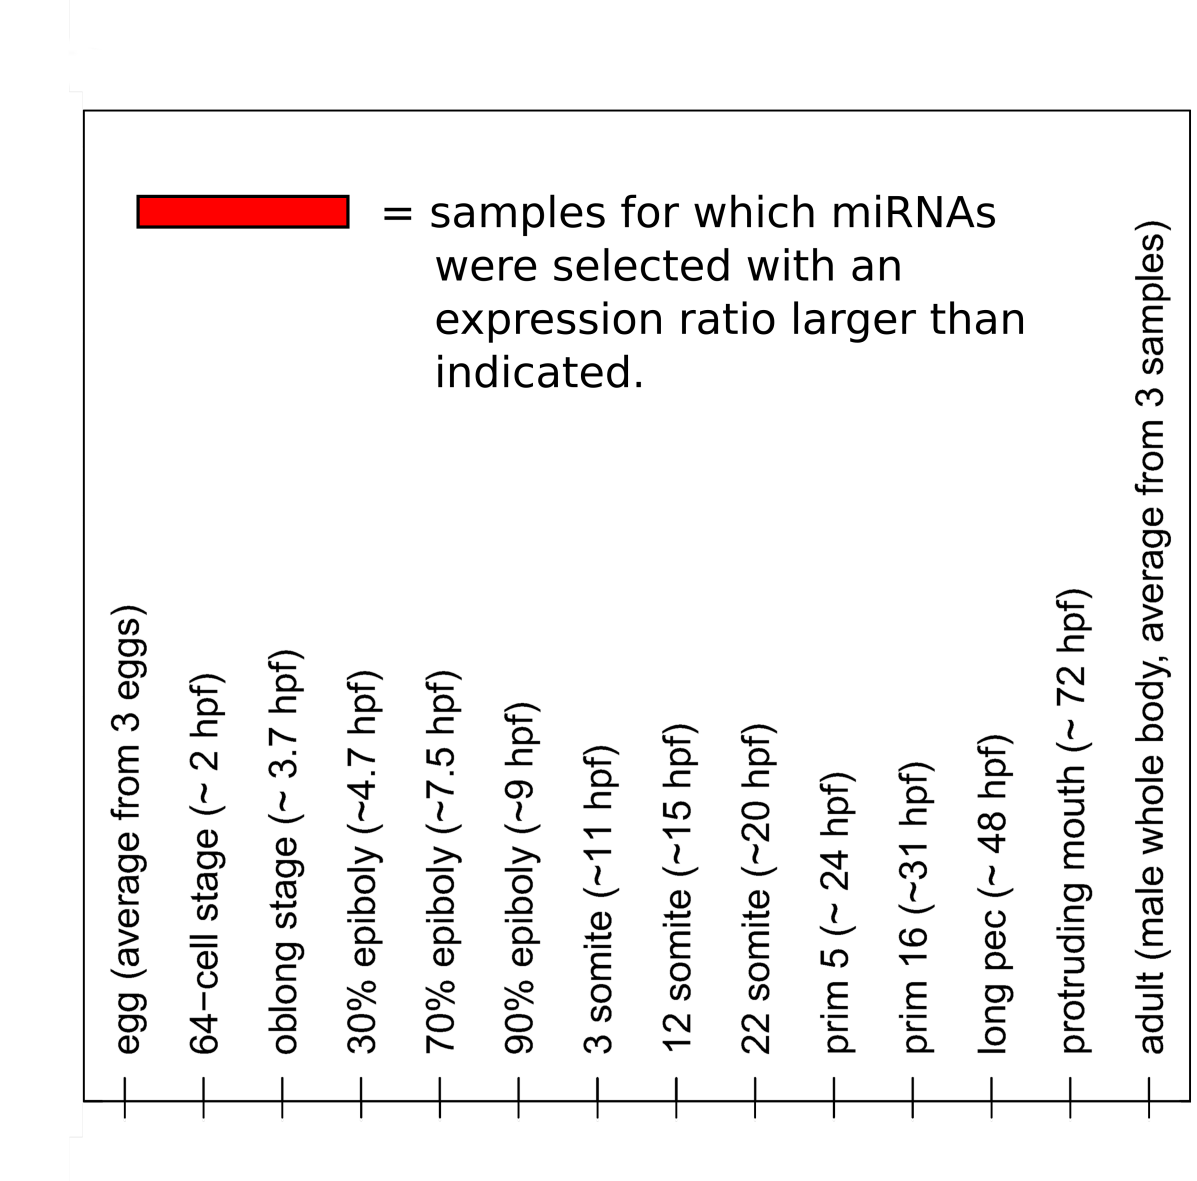 = samples for which miRNAs
were selected with an
expression ratio larger than
indicated.
egg (average from 3 eggs)
64−cell stage (~ 2 hpf)
oblong stage (~ 3.7 hpf)
30% epiboly (~4.7 hpf)
70% epiboly (~7.5 hpf)
90% epiboly (~9 hpf)
3 somite (~11 hpf)
12 somite (~15 hpf)
22 somite (~20 hpf)
prim 5 (~ 24 hpf)
prim 16 (~31 hpf)
long pec (~ 48 hpf)
protruding mouth (~ 72 hpf)
adult (male whole body, average from 3 samples)